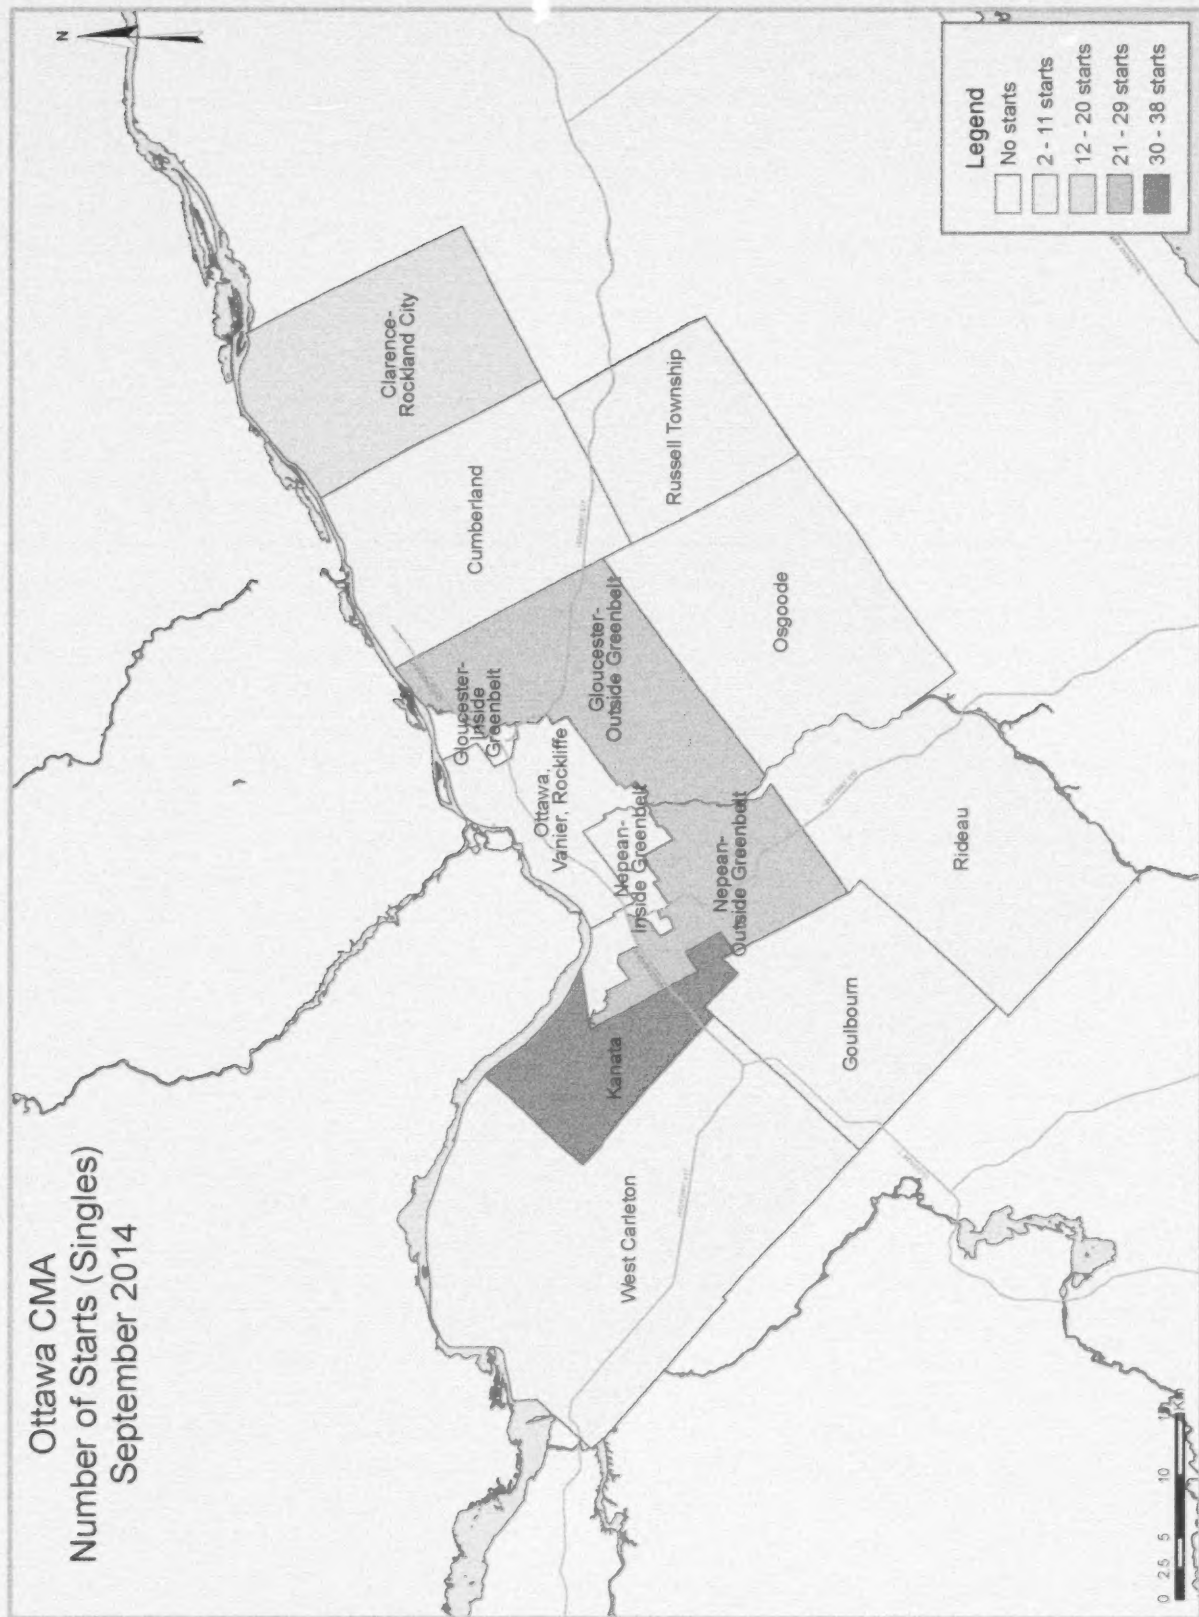 Ottawa CMA
Number of Starts (Singles)
September 2014
N
Clarence-
Rockland City
Cumberland
Russell Township
Gloucester-
Inside
Greenbelt
Gloucester-
Outside Greenbelt
Ottawa,
Vanier, Rockliffe
Osgoode
Nepean-
Inside Greenbelt
Nepean-
Outside Greenbelt
Kanata
Rideau
Goulbourn
West Carleton
Legend
No starts
2 - 11 starts
12 - 20 starts
21 - 29 starts
30 - 38 starts
0 2.5 5 10